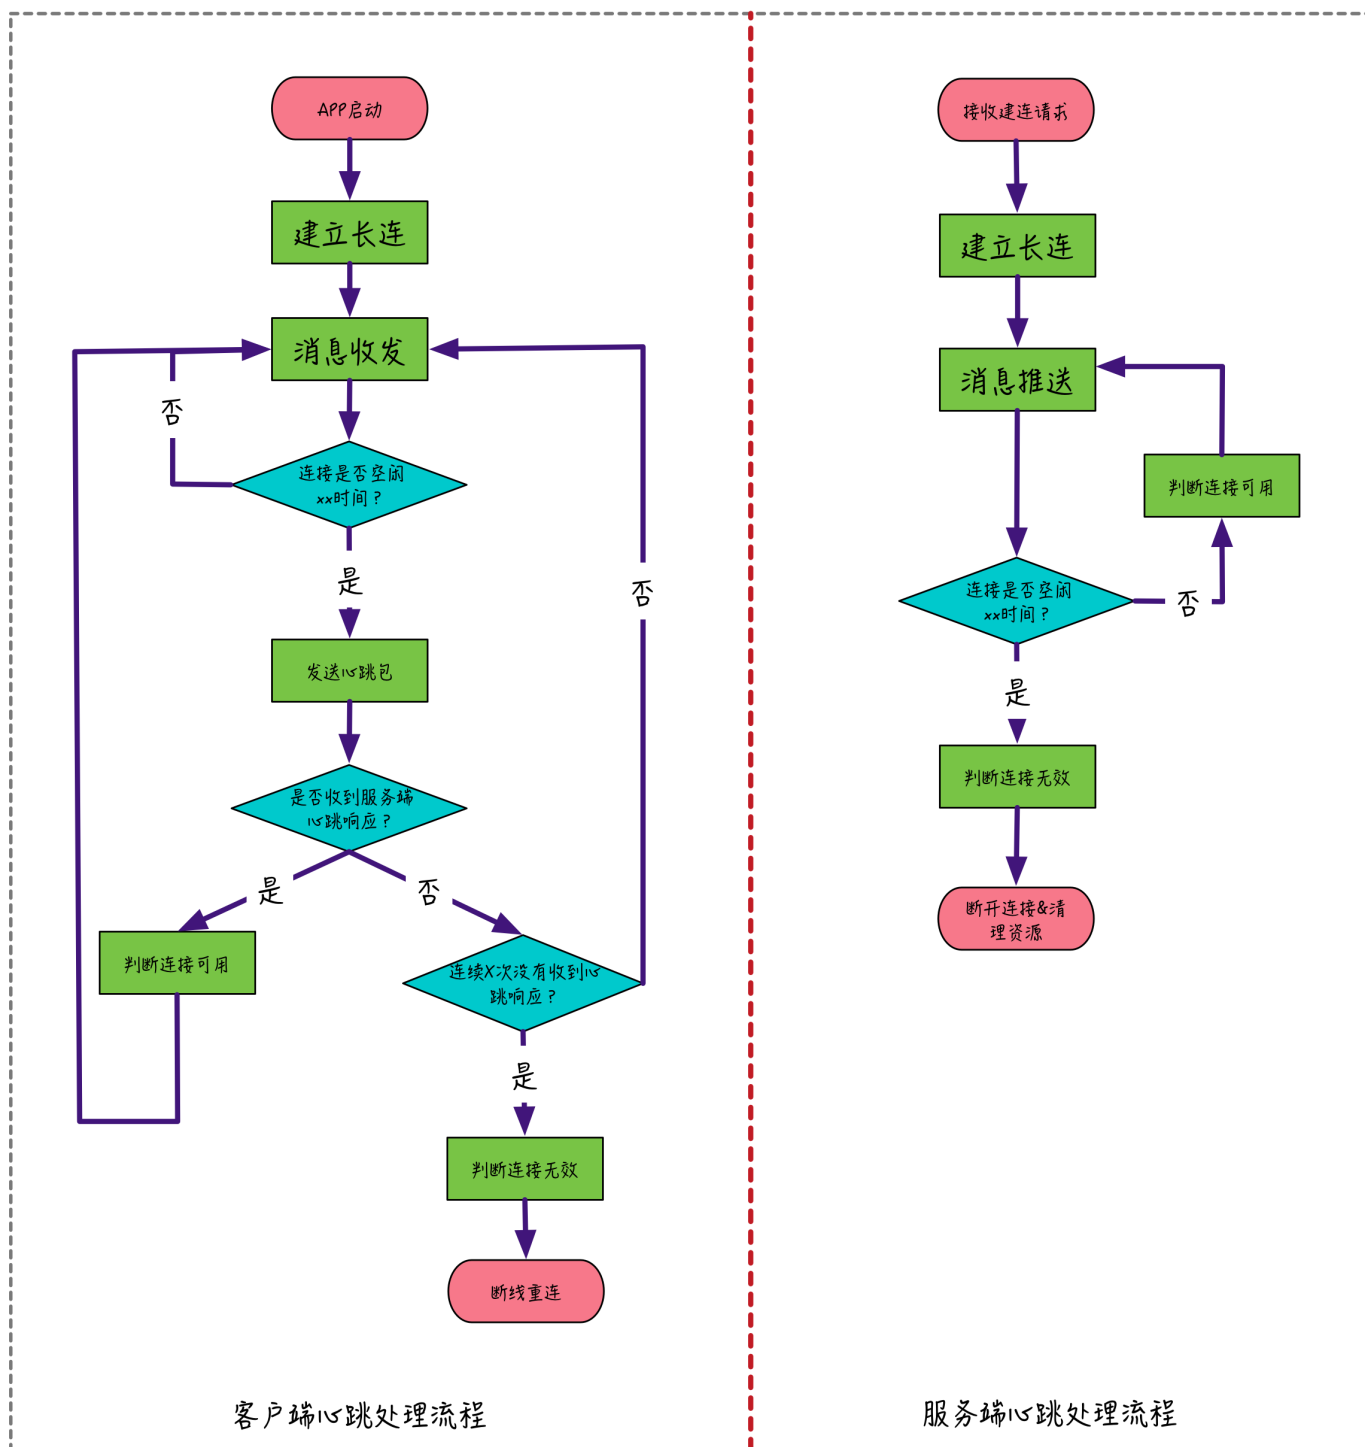 APP启动
建立长连
消息收发
否
连接是否空闲
xx时间？
是
否
发送心跳包
是否收到服务端
心跳响应？
是
否
判断连接可用
连续X次没有收到心
跳响应？
是
判断连接无效
断线重连
客户端心跳处理流程
接收建连请求
建立长连
消息推送
判断连接可用
连接是否空闲
xx时间？
否
是
判断连接无效
断开连接&清
理资源
服务端心跳处理流程